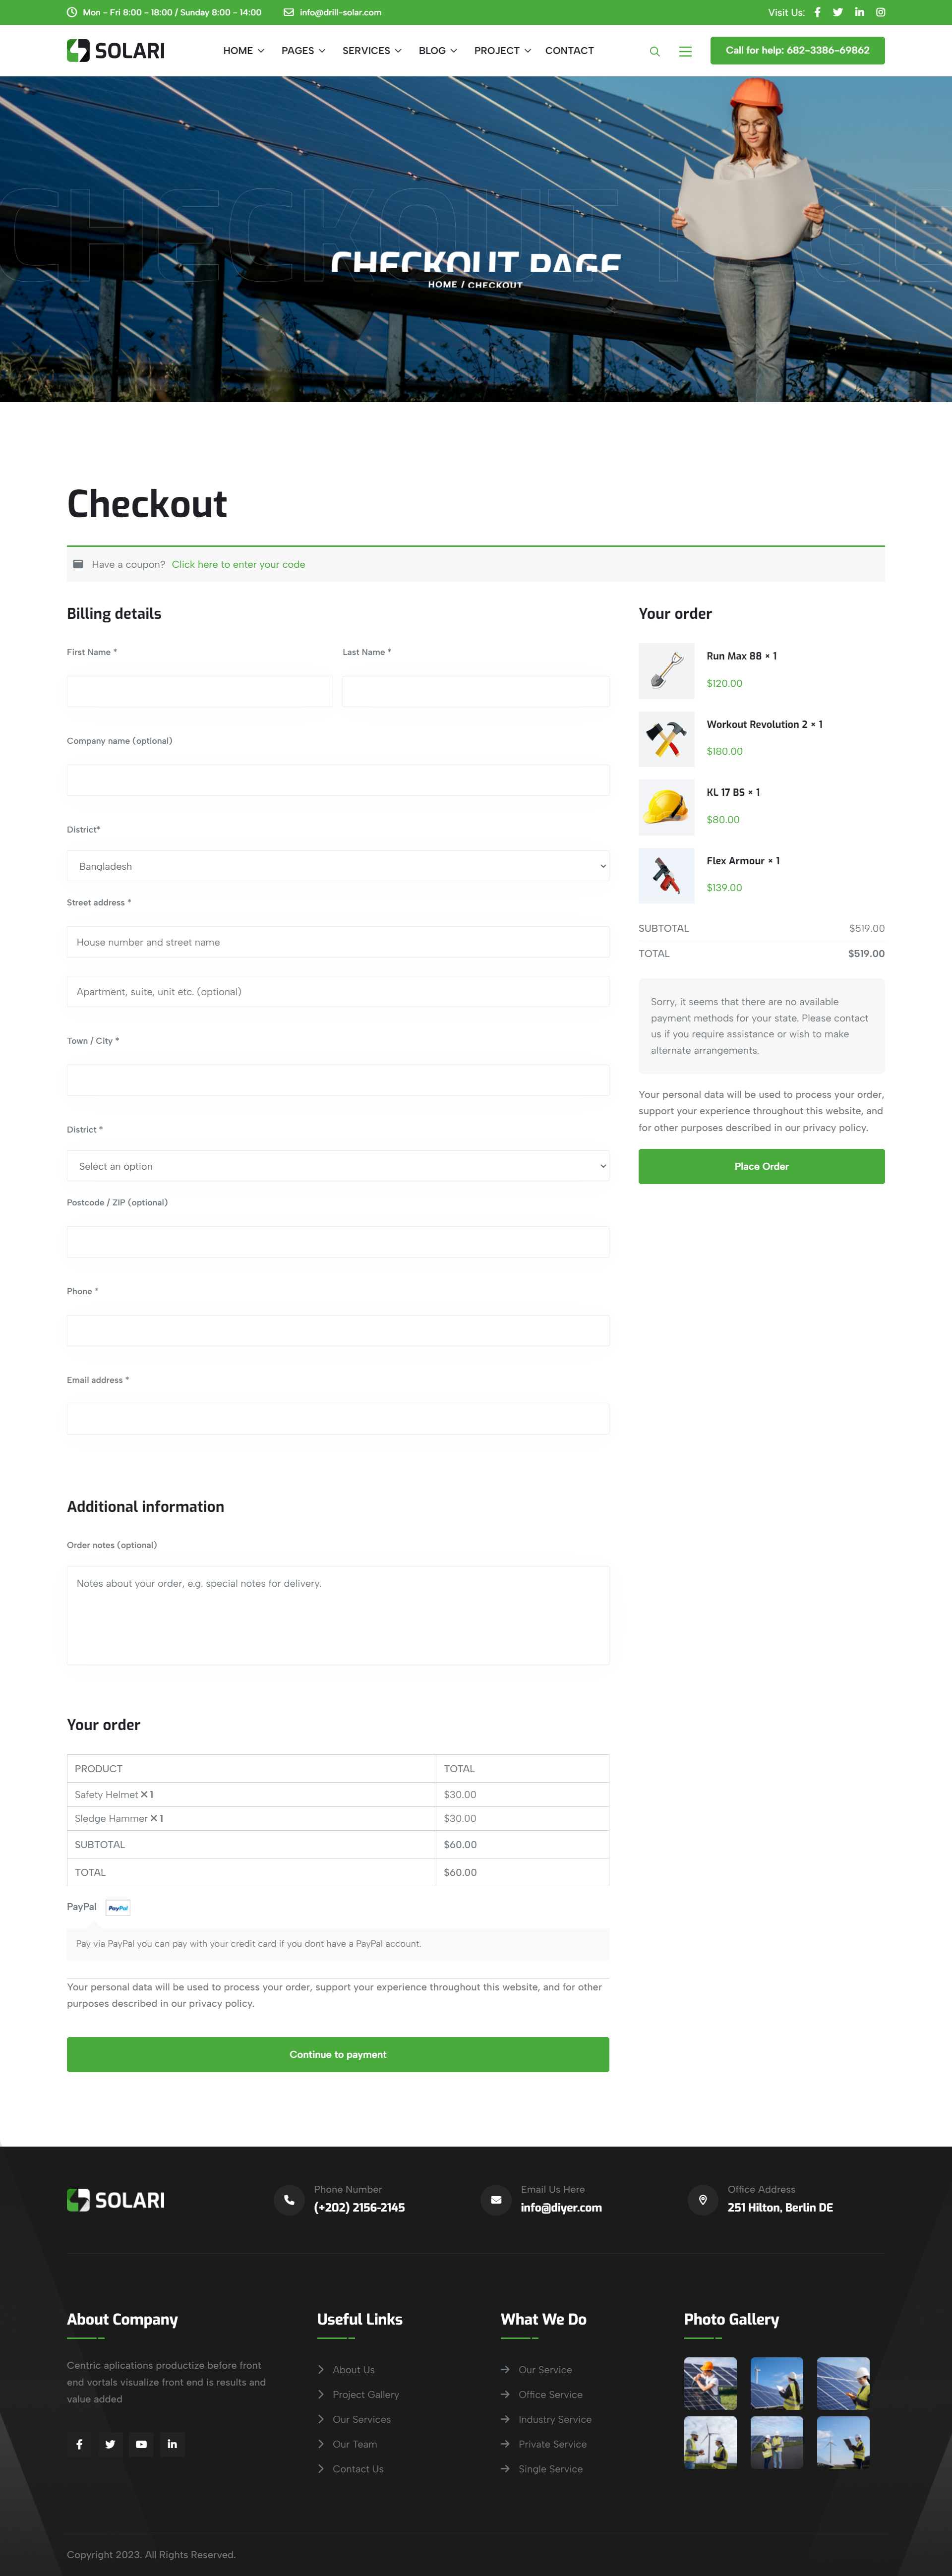 Mon - Fri 8:00 - 18:00 / Sunday 8:00 - 14:00
info@drill-solar.com
Visit Us:
SOLARI
HOME PAGES SERVICES BLOG PROJECT CONTACT
Call for help: 682-3386-69862
CHECKOUT PAGE
CHECKOUT PAGE
HOME / CHECKOUT
Checkout
Have a coupon? Click here to enter your code
Billing details
First Name *
Last Name *
Company name (optional)
District*
Bangladesh
Street address *
House number and street name
Apartment, suite, unit etc. (optional)
Town / City *
District *
Select an option
Postcode / ZIP (optional)
Phone *
Email address *
Your order
Run Max 88 × 1
$120.00
Workout Revolution 2 × 1
$180.00
KL 17 BS × 1
$80.00
Flex Armour × 1
$139.00
SUBTOTAL $519.00
TOTAL $519.00
Sorry, it seems that there are no available
payment methods for your state. Please contact
us if you require assistance or wish to make
alternate arrangements.
Your personal data will be used to process your order,
support your experience throughout this website, and
for other purposes described in our privacy policy.
Place Order
Additional information
Order notes (optional)
Notes about your order, e.g. special notes for delivery.
Your order
PRODUCT TOTAL
Safety Helmet ✕ 1 $30.00
Sledge Hammer ✕ 1 $30.00
SUBTOTAL $60.00
TOTAL $60.00
PayPal PayPal
Pay via PayPal you can pay with your credit card if you dont have a PayPal account.
Your personal data will be used to process your order, support your experience throughout this website, and for other
purposes described in our privacy policy.
Continue to payment
SOLARI
Phone Number
(+202) 2156-2145
Email Us Here
info@diyer.com
Office Address
251 Hilton, Berlin DE
About Company
Centric aplications productize before front
end vortals visualize front end is results and
value added
Useful Links
About Us
Project Gallery
Our Services
Our Team
Contact Us
What We Do
Our Service
Office Service
Industry Service
Private Service
Single Service
Photo Gallery
Copyright 2023. All Rights Reserved.